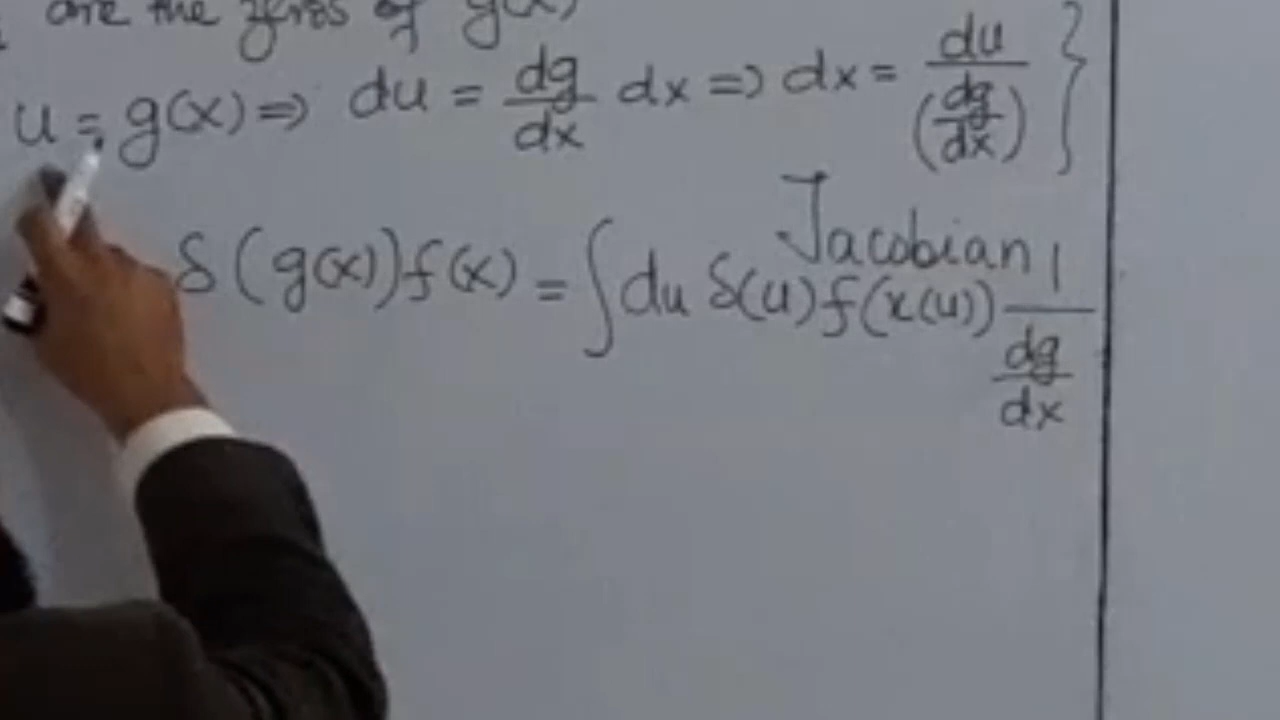 are the zeros of g(x)
u = g(x) ⇒ du = dg/dx dx ⇒ dx = du/(dg/dx) }
Jacobian
δ(g(x))f(x) = ∫du δ(u)f(x(u)) 1/(dg/dx)